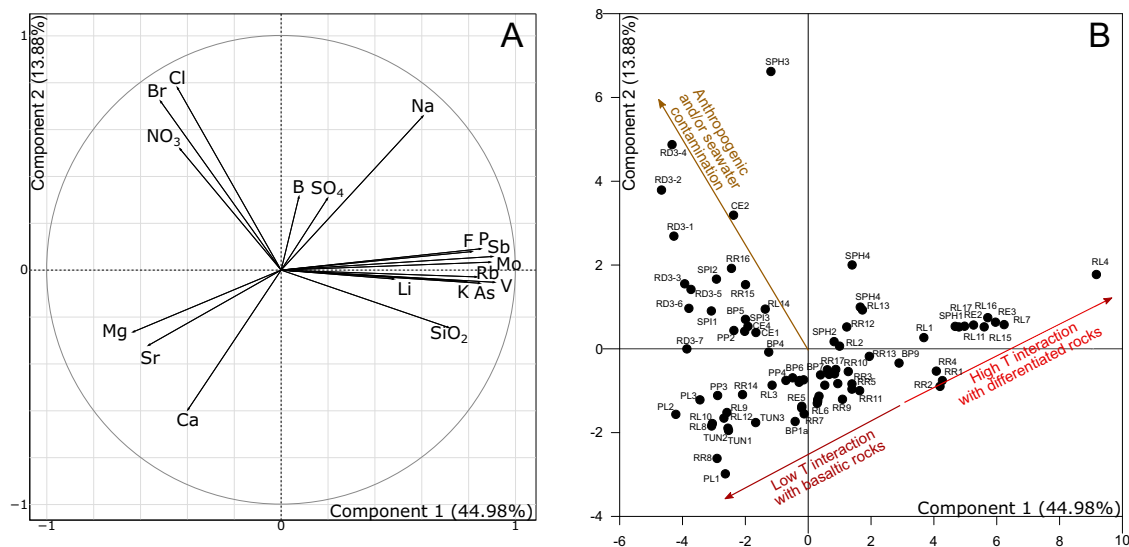 A
Component 2 (13.88%)
1
0
−1
Cl
Br
NO3
Na
B
SO4
F
P
Sb
Mo
Rb
Li
K
As
V
SiO2
Mg
Sr
Ca
Component 1 (44.98%)
−1
0
1
B
Component 2 (13.88%)
8
6
4
2
0
-2
-4
SPH3
Anthropogenic
and/or seawater
contamination
RD3-4
RD3-2
CE2
RD3-1
SPH4
RL4
RR16
SPI2
RD3-3
RD3-5
RR15
RL14
SPH4
RL13
RL17
RL16
RE3
RD3-6
SPI1
BP5
SPI3
CE4
CE1
PP2
RR12
SPH1
RE2
RL7
RL11
RL15
RL1
SPH2
RL2
RD3-7
BP4
RR13
BP9
RR4
RR1
RR2
High T interaction
with differentiated rocks
PP4
BP6
BP7
RR17
RR10
RR3
RR5
RL3
RR14
PP3
PL3
PL2
RL10
RL9
RL12
RL8
TUN3
RL6
RR9
RR11
RR7
BP1a
TUN2
TUN1
RR8
PL1
Low T interaction
with basaltic rocks
Component 1 (44.98%)
-6
-4
-2
0
2
4
6
8
10